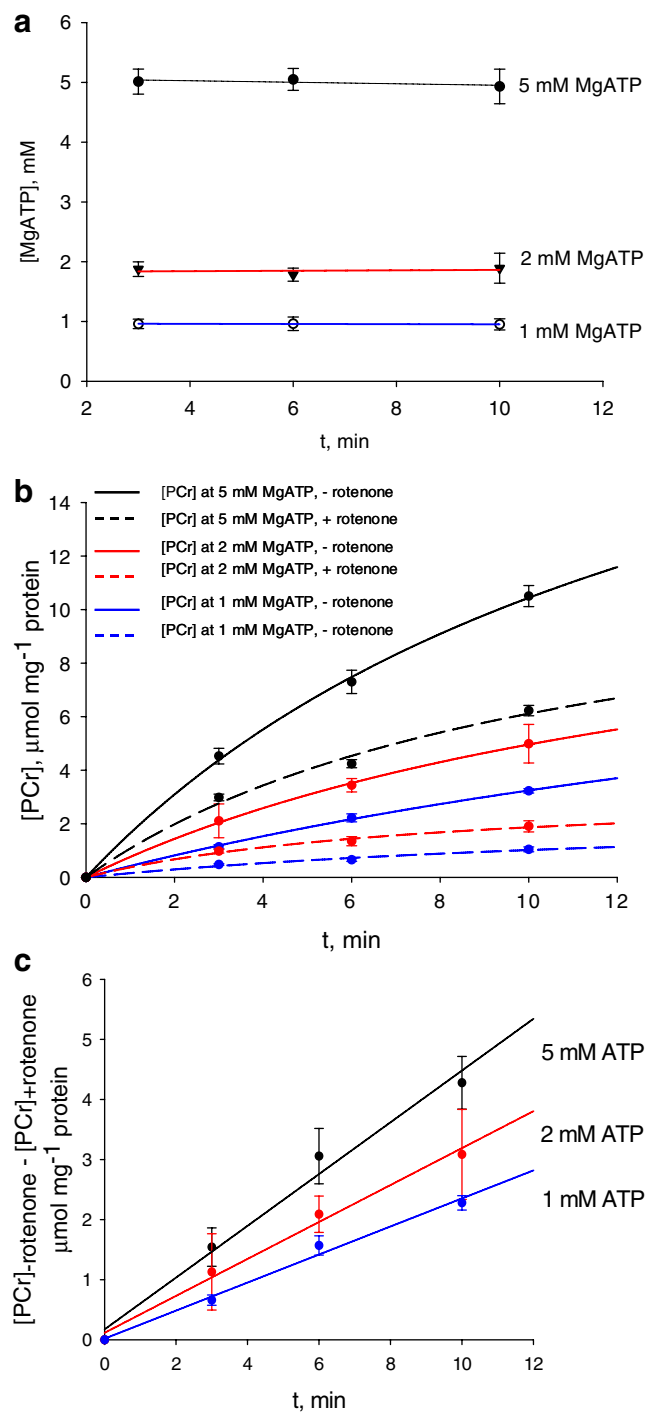 a
6
5
4
3
2
1
0
[MgATP], mM
5 mM MgATP
2 mM MgATP
1 mM MgATP
2 4 6 8 10 12
t, min
b
[PCr] at 5 mM MgATP, - rotenone
[PCr] at 5 mM MgATP, + rotenone
[PCr] at 2 mM MgATP, - rotenone
[PCr] at 2 mM MgATP, + rotenone
[PCr] at 1 mM MgATP, - rotenone
[PCr] at 1 mM MgATP, - rotenone
14
12
10
8
6
4
2
0
[PCr], μmol mg⁻¹ protein
0 2 4 6 8 10 12
t, min
c
6
5
4
3
2
1
0
[PCr]-rotenone - [PCr]+rotenone
μmol mg⁻¹ protein
5 mM ATP
2 mM ATP
1 mM ATP
0 2 4 6 8 10 12
t, min